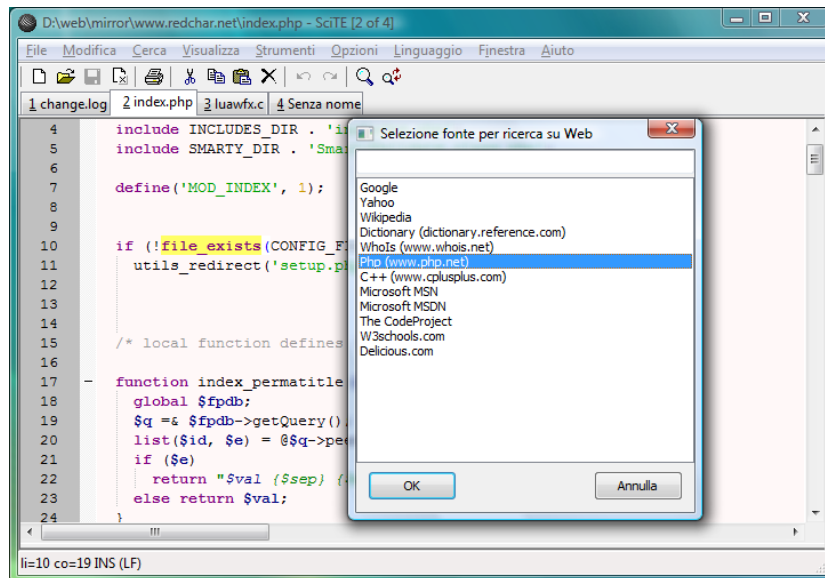 D:\web\mirror\www.redchar.net\index.php - SciTE [2 of 4]
File Modifica Cerca Visualizza Strumenti Opzioni Linguaggio Finestra Aiuto
1 change.log 2 index.php 3 luawfx.c 4 Senza nome
4 include INCLUDES_DIR . 'i
5 include SMARTY_DIR . 'Sma
6
7 define('MOD_INDEX', 1);
8
9
10 if (!file_exists(CONFIG_F
11 utils_redirect('setup.p
12
13
14
15 /* local function defines
16
17 - function index_permatitle
18 global $fpdb;
19 $q =& $fpdb->getQuery()
20 list($id, $e) = @$q->pe
21 if ($e)
22 return "$val {$sep} {
23 else return $val;
24 }
Selezione fonte per ricerca su Web
Google
Yahoo
Wikipedia
Dictionary (dictionary.reference.com)
WhoIs (www.whois.net)
Php (www.php.net)
C++ (www.cplusplus.com)
Microsoft MSN
Microsoft MSDN
The CodeProject
W3schools.com
Delicious.com
OK Annulla
li=10 co=19 INS (LF)